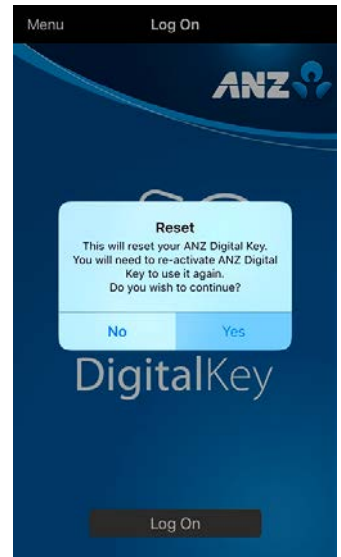 Menu Log On
ANZ
Reset
This will reset your ANZ Digital Key.
You will need to re-activate ANZ Digital
Key to use it again.
Do you wish to continue?
No Yes
DigitalKey
Log On